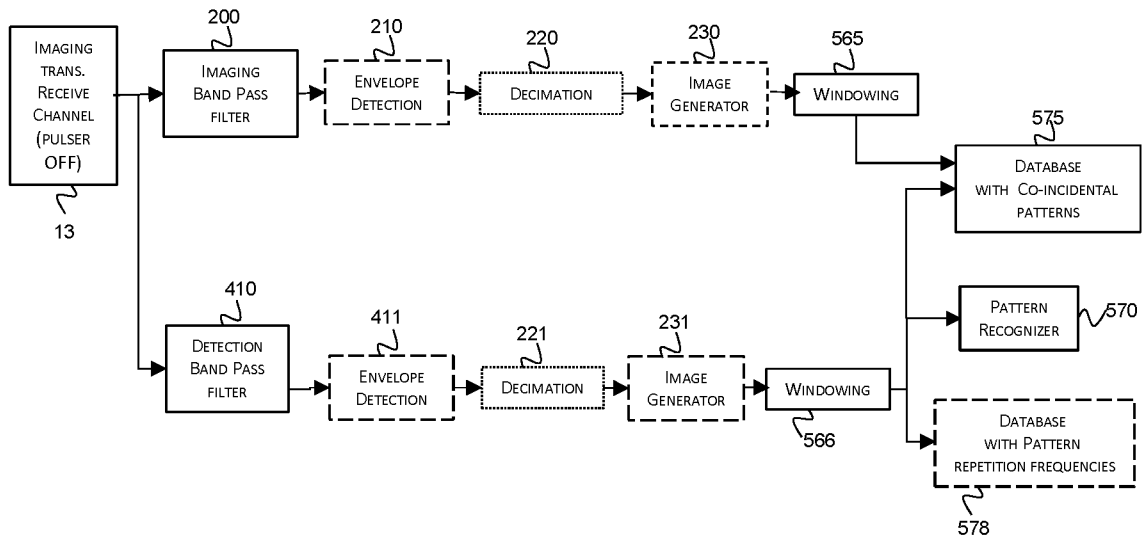 200
210
220
230
565
IMAGING
TRANS.
RECEIVE
CHANNEL
(PULSER
OFF)
IMAGING
BAND PASS
FILTER
ENVELOPE
DETECTION
DECIMATION
IMAGE
GENERATOR
WINDOWING
575
DATABASE
WITH CO-INCIDENTAL
PATTERNS
13
410
411
221
231
PATTERN
RECOGNIZER
570
DETECTION
BAND PASS
FILTER
ENVELOPE
DETECTION
DECIMATION
IMAGE
GENERATOR
WINDOWING
566
DATABASE
WITH PATTERN
REPETITION FREQUENCIES
578